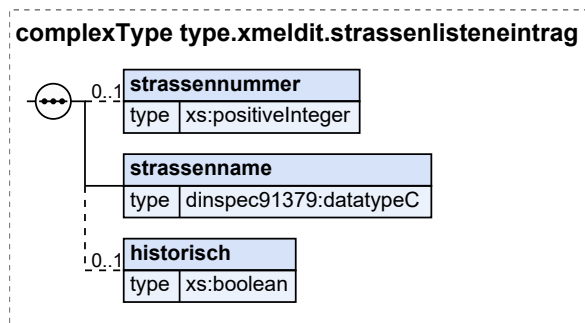 complexType type.xmeldit.strassenlisteneintrag
0..1
strassennummer
type xs:positiveInteger
strassenname
type dinspec91379:datatypeC
0..1
historisch
type xs:boolean